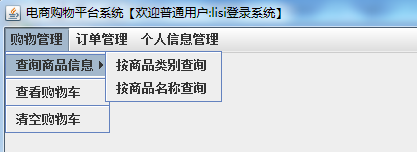 电商购物平台系统【欢迎普通用户:lisi登录系统】
购物管理 订单管理 个人信息管理
查询商品信息 按商品类别查询
按商品名称查询
查看购物车
清空购物车